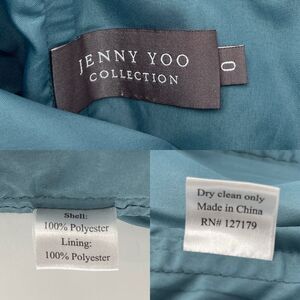 JENNY YOO
COLLECTION
0
Shell:
100% Polyester
Lining:
100% Polyester
Dry clean only
Made in China
RN# 127179